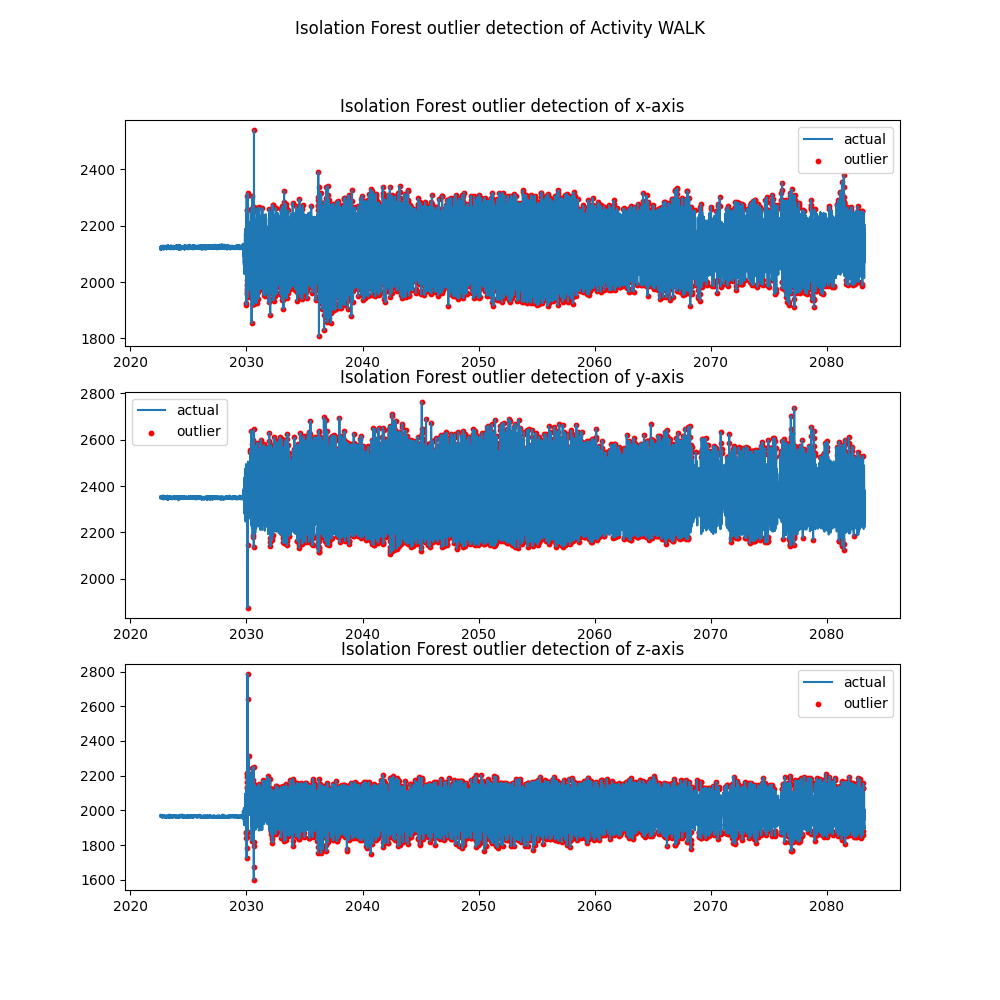 Isolation Forest outlier detection of Activity WALK
Isolation Forest outlier detection of x-axis
actual
outlier
2400
2200
2000
1800
2020 2030 2040 2050 2060 2070 2080
Isolation Forest outlier detection of y-axis
actual
outlier
2800
2600
2400
2200
2000
2020 2030 2040 2050 2060 2070 2080
Isolation Forest outlier detection of z-axis
actual
outlier
2800
2600
2400
2200
2000
1800
1600
2020 2030 2040 2050 2060 2070 2080